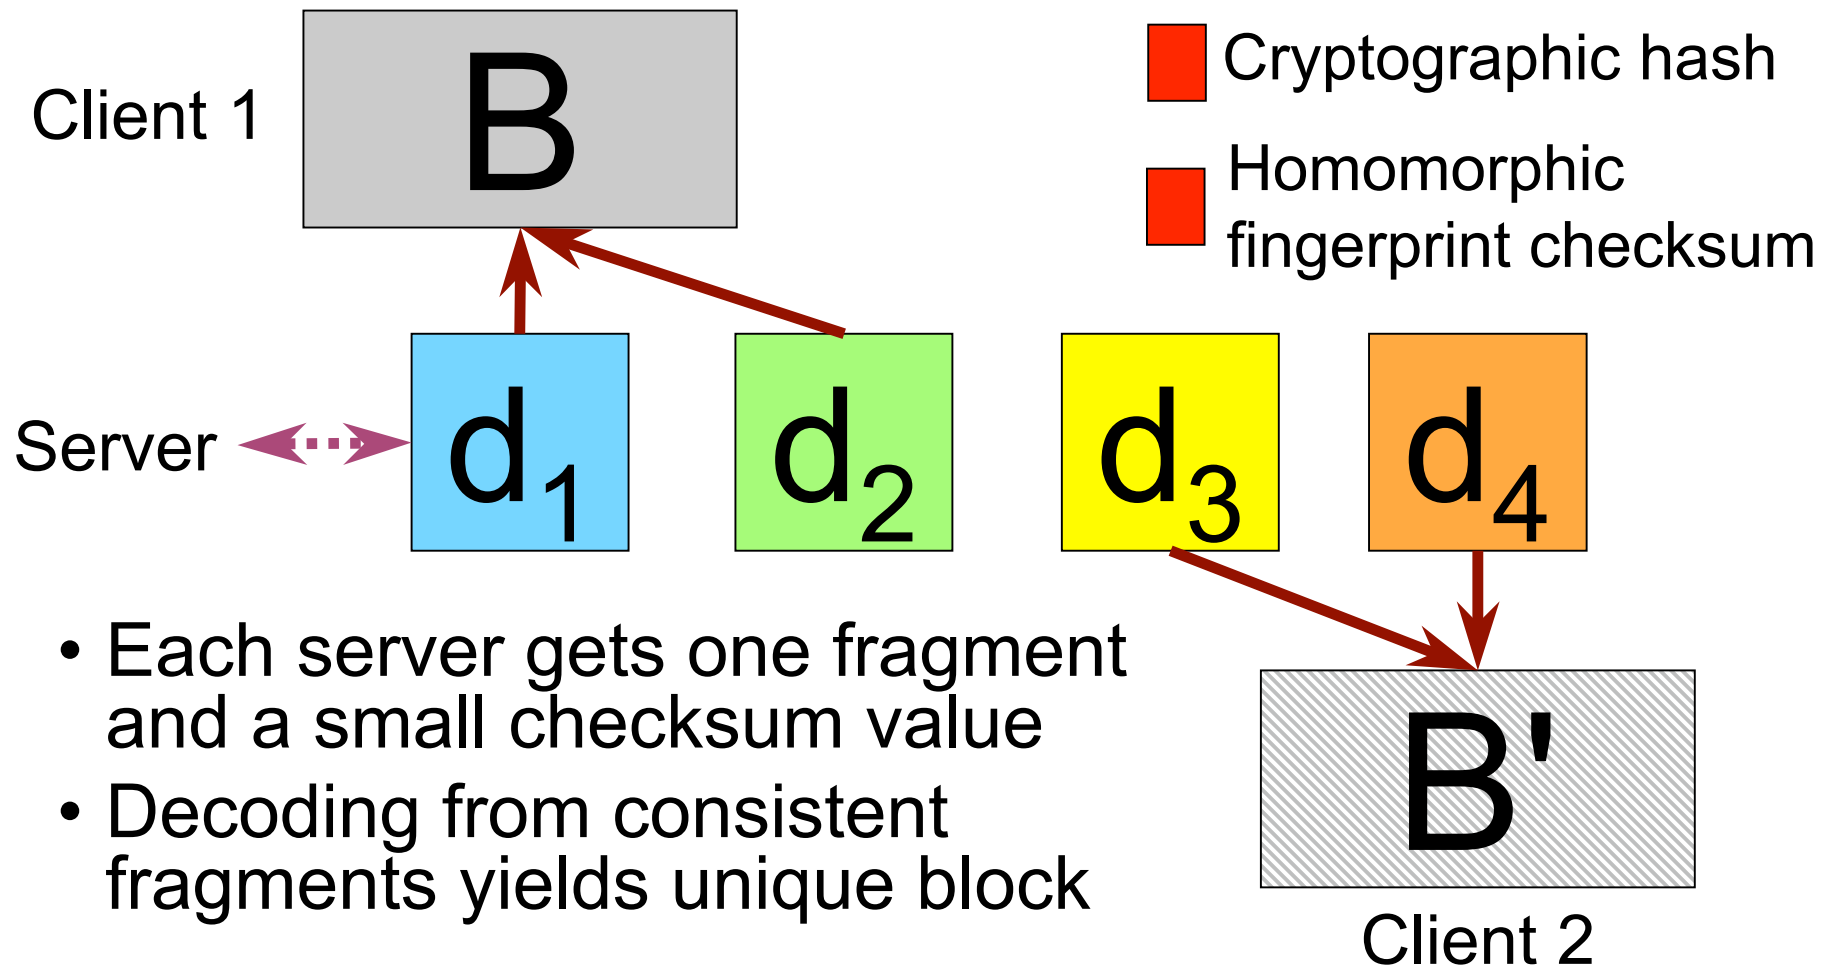 Client 1
B
Cryptographic hash
Homomorphic
fingerprint checksum
Server
d1
d2
d3
d4
• Each server gets one fragment
and a small checksum value
• Decoding from consistent
fragments yields unique block
B'
Client 2